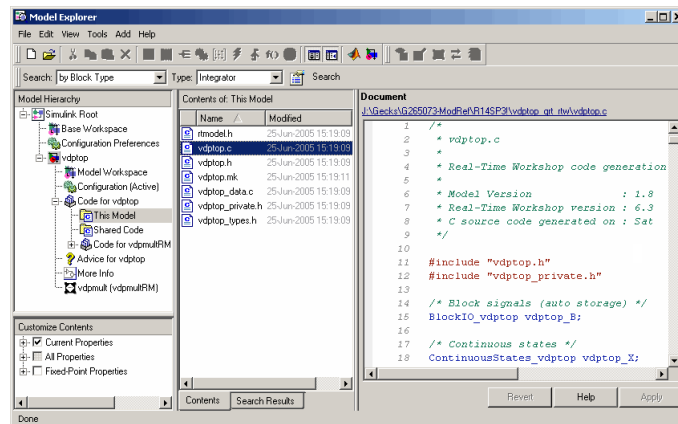 Model Explorer
File Edit View Tools Add Help
Search: by Block Type Type: Integrator Search
Model Hierarchy
Simulink Root
Base Workspace
Configuration Preferences
vdptop
Model Workspace
Configuration (Active)
Code for vdptop
This Model
Shared Code
Code for vdpmultRM
Advice for vdptop
More Info
vdpmult (vdpmultRM)
Customize Contents
Current Properties
All Properties
Fixed-Point Properties
Contents of: This Model
Name Modified
rtmodel.h 25-Jun-2005 15:19:09
vdptop.c 25-Jun-2005 15:19:09
vdptop.h 25-Jun-2005 15:19:09
vdptop.mk 25-Jun-2005 15:19:11
vdptop_data.c 25-Jun-2005 15:19:09
vdptop_private.h 25-Jun-2005 15:19:09
vdptop_types.h 25-Jun-2005 15:19:09
Contents Search Results
Document
J:\Gecks\G265073-ModRef\R14SP3I\vdptop_grt_rtw\vdptop.c
1 /*
2 * vdptop.c
3 *
4 * Real-Time Workshop code generation
5 *
6 * Model Version : 1.8
7 * Real-Time Workshop version : 6.3
8 * C source code generated on : Sat
9 */
10
11 #include "vdptop.h"
12 #include "vdptop_private.h"
13
14 /* Block signals (auto storage) */
15 BlockIO_vdptop vdptop_B;
16
17 /* Continuous states */
18 ContinuousStates_vdptop vdptop_X;
Revert Help Apply
Done